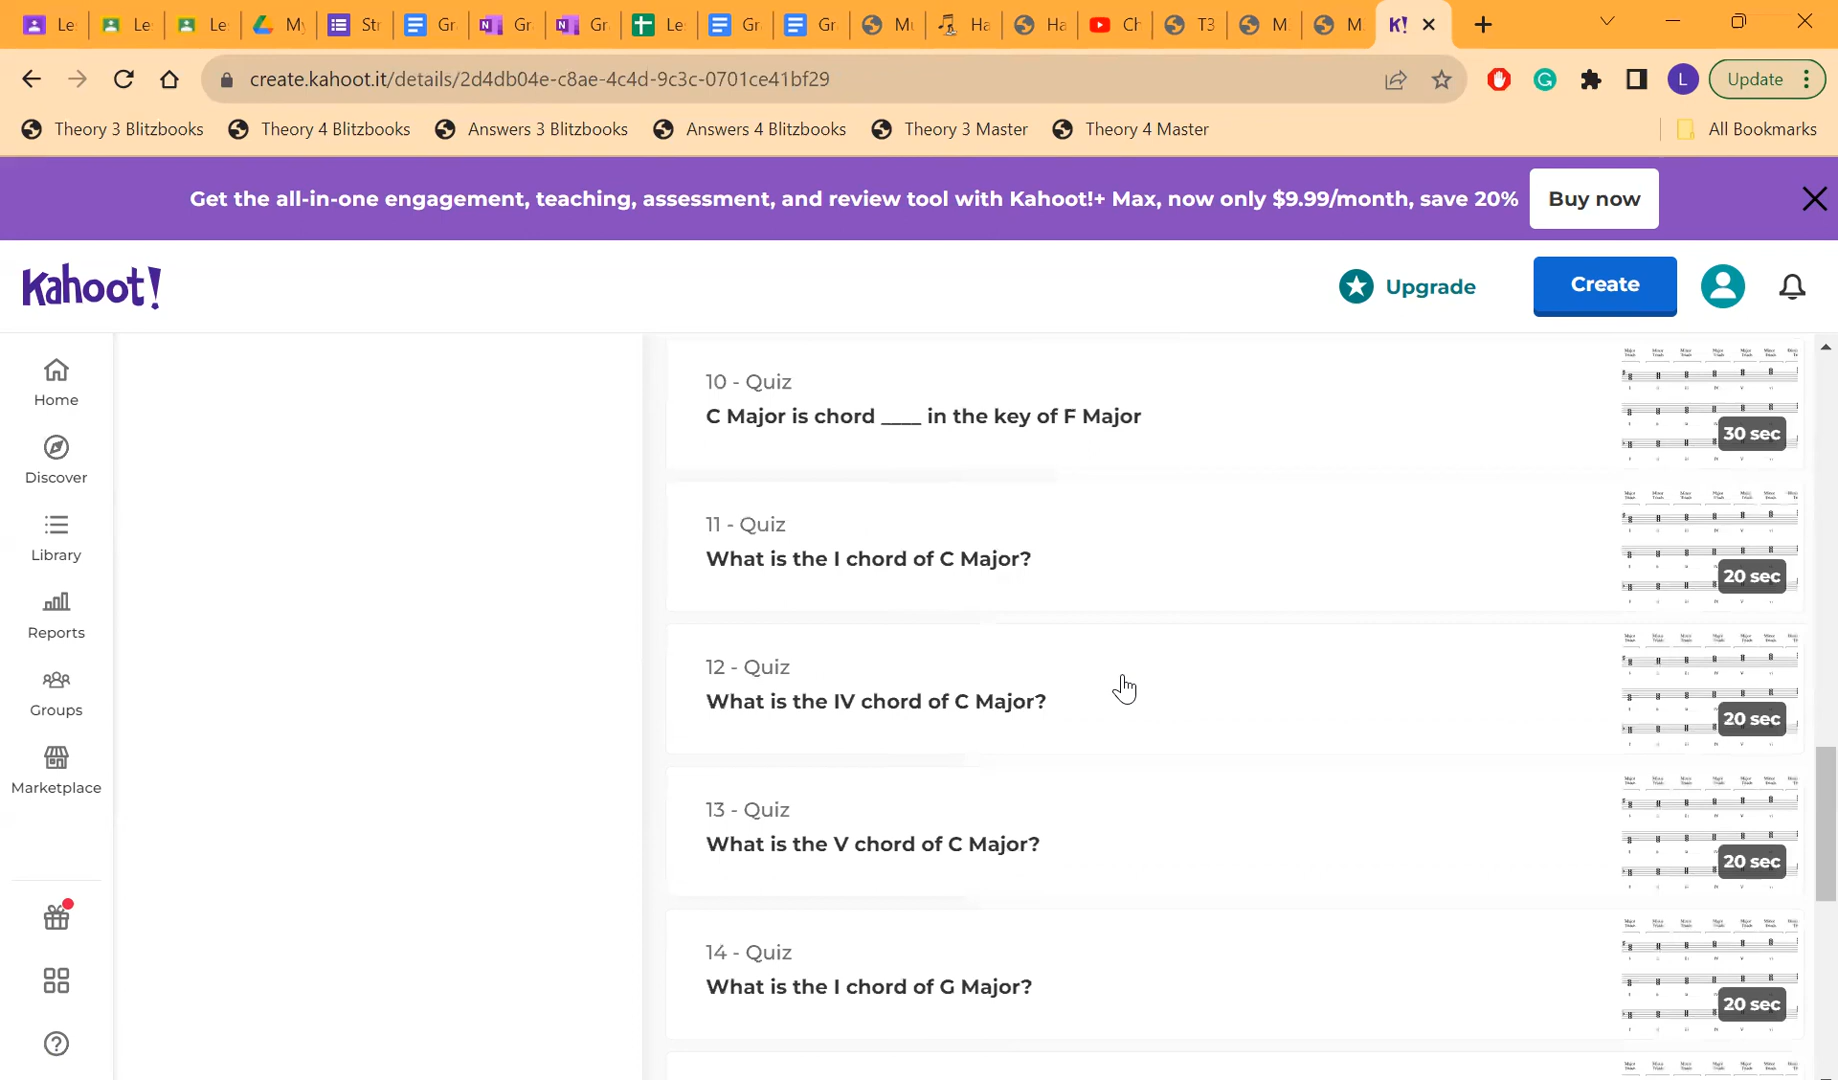 Le:
Le:
Le:
My
Str
Gr
Gr
Gr
Le
Gr
Gr
Mu
Ha
Ha
Ch
T3
M
M
K!
create.kahoot.it/details/2d4db04e-c8ae-4c4d-9c3c-0701ce41bf29
L
Update
Theory 3 Blitzbooks
Theory 4 Blitzbooks
Answers 3 Blitzbooks
Answers 4 Blitzbooks
Theory 3 Master
Theory 4 Master
All Bookmarks
Get the all-in-one engagement, teaching, assessment, and review tool with Kahoot!+ Max, now only $9.99/month, save 20%
Buy now
Kahoot!
Upgrade
Create
Home
Discover
Library
Reports
Groups
Marketplace
10 - Quiz
C Major is chord ____ in the key of F Major
30 sec
11 - Quiz
What is the I chord of C Major?
20 sec
12 - Quiz
What is the IV chord of C Major?
20 sec
13 - Quiz
What is the V chord of C Major?
20 sec
14 - Quiz
What is the I chord of G Major?
20 sec